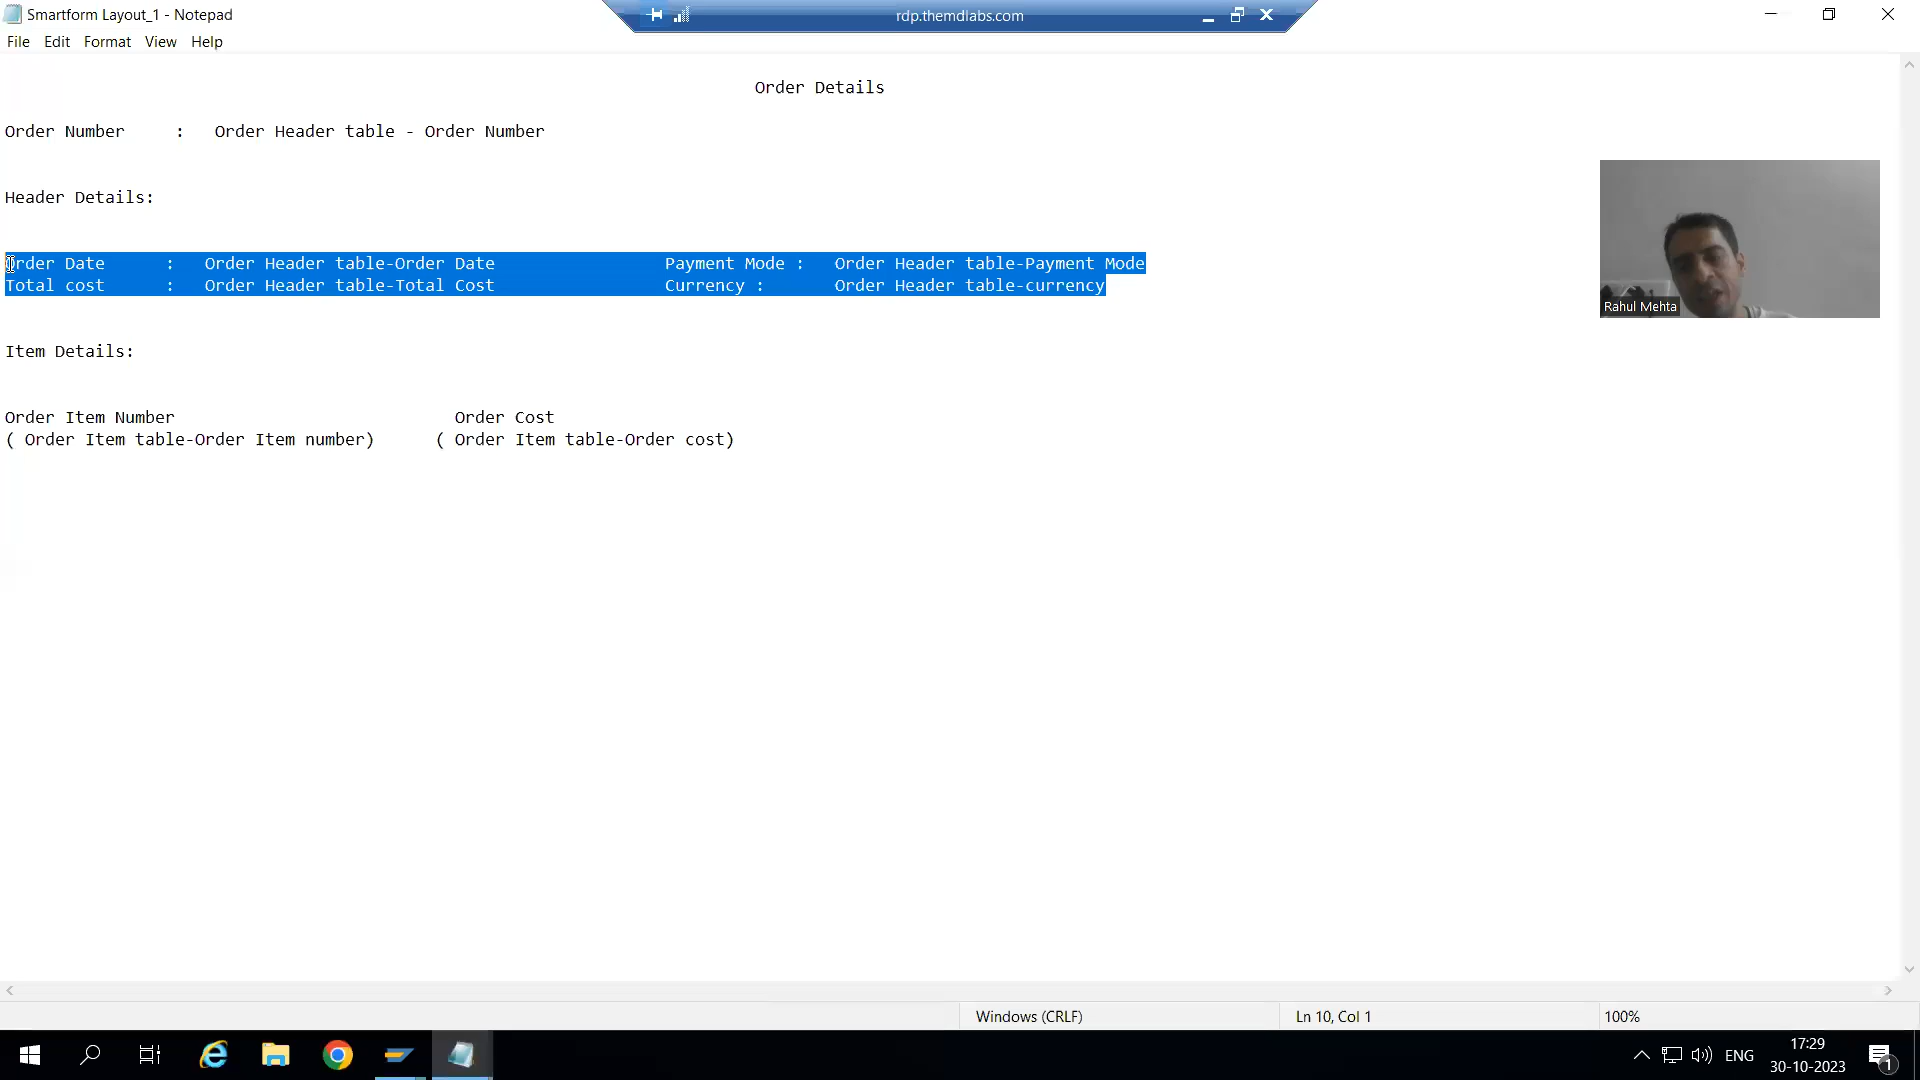 Smartform Layout_1 - Notepad
rdp.themdlabs.com
File Edit Format View Help
Order Details
Order Number : Order Header table - Order Number
Header Details:
Order Date : Order Header table-Order Date Payment Mode : Order Header table-Payment Mode
Total cost : Order Header table-Total Cost Currency : Order Header table-currency
Rahul Mehta
Item Details:
Order Item Number Order Cost
( Order Item table-Order Item number) ( Order Item table-Order cost)
Windows (CRLF) Ln 10, Col 1 100%
ENG
17:29
30-10-2023
1